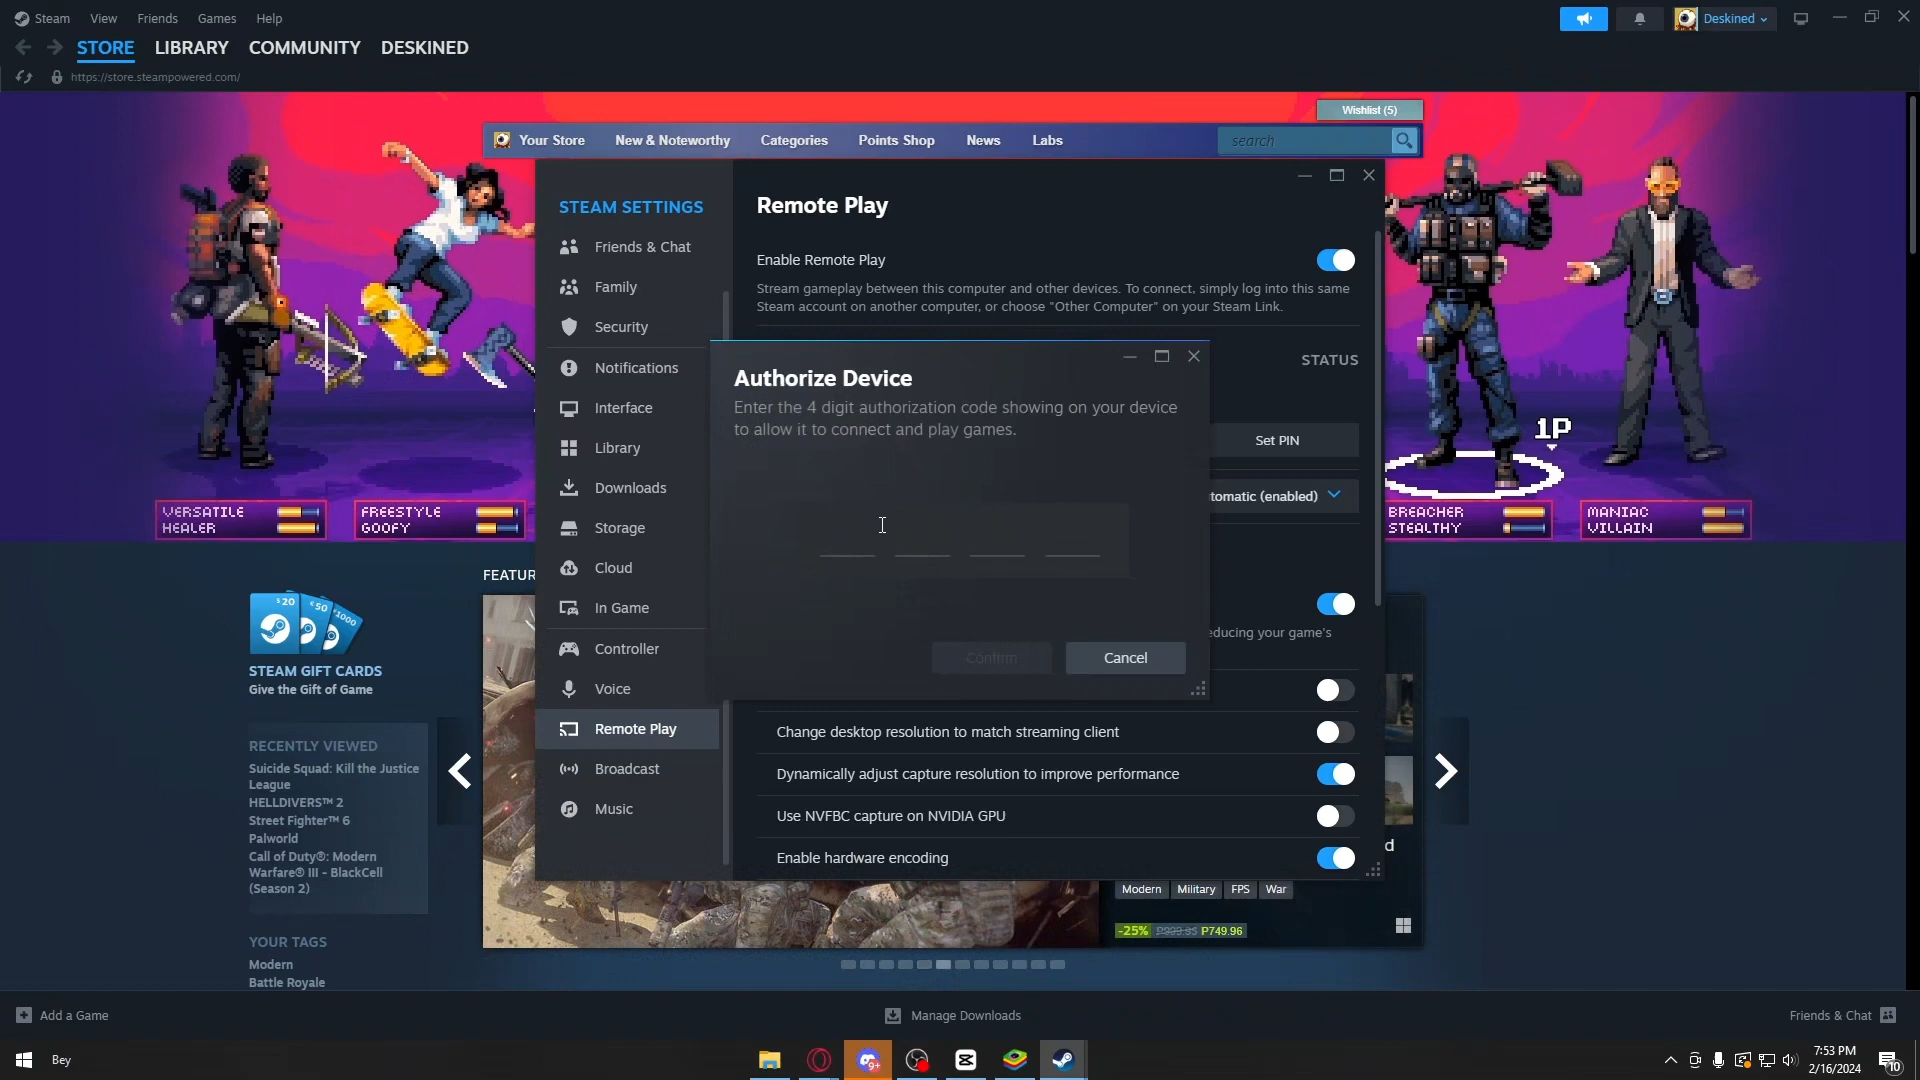 Steam View Friends Games Help
Deskined
STORE LIBRARY COMMUNITY DESKINED
https://store.steampowered.com/
Wishlist (5)
Your Store New & Noteworthy Categories Points Shop News Labs
search
STEAM SETTINGS
Friends & Chat
Family
Security
Notifications
Interface
Library
Downloads
Storage
Cloud
In Game
Controller
Voice
Remote Play
Broadcast
Music
Remote Play
Enable Remote Play
Stream gameplay between this computer and other devices. To connect, simply log into this same
Steam account on another computer, or choose "Other Computer" on your Steam Link.
STATUS
Set PIN
tomatic (enabled)
educing your game's
Change desktop resolution to match streaming client
Dynamically adjust capture resolution to improve performance
Use NVFBC capture on NVIDIA GPU
Enable hardware encoding
Authorize Device
Enter the 4 digit authorization code showing on your device
to allow it to connect and play games.
Confirm Cancel
1P
VERSATILE
HEALER
FREESTYLE
GOOFY
BREACHER
STEALTHY
MANIAC
VILLAIN
FEATUR
$20 €50 ¥1000
STEAM GIFT CARDS
Give the Gift of Game
RECENTLY VIEWED
Suicide Squad: Kill the Justice
League
HELLDIVERS™ 2
Street Fighter™ 6
Palworld
Call of Duty®: Modern
Warfare® III - BlackCell
(Season 2)
YOUR TAGS
Modern
Battle Royale
d
Modern Military FPS War
-25% P749.96
Add a Game
Manage Downloads
Friends & Chat
Bey
9+
7:53 PM
2/16/2024
10